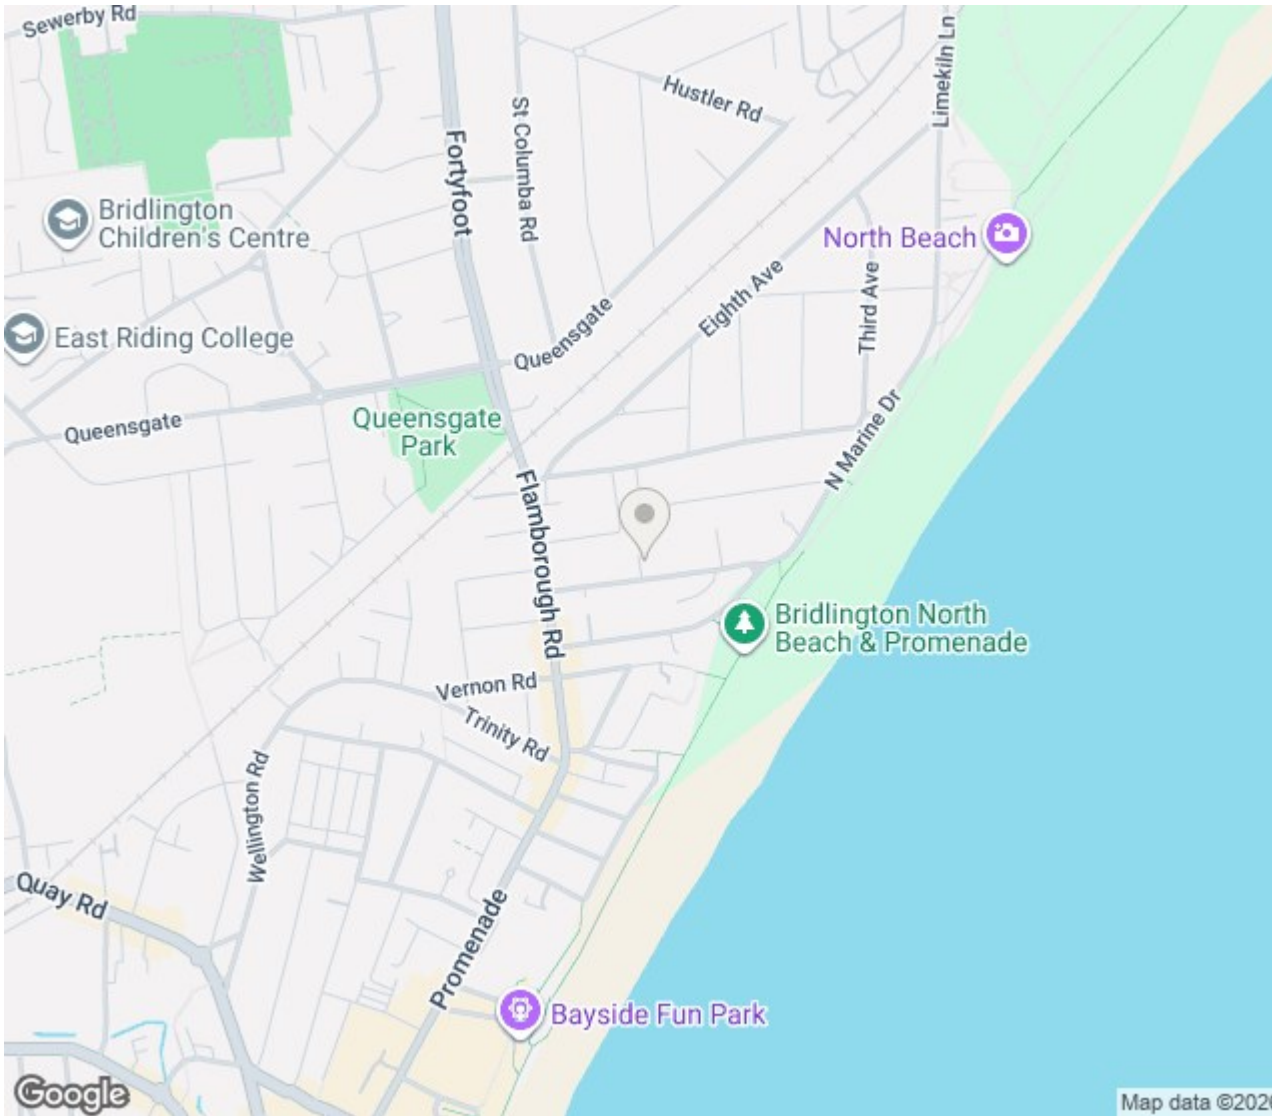 Sewerby Rd
Limekiln Ln
Hustler Rd
Fortyfoot
St Columba Rd
Bridlington
Children's Centre
North Beach
East Riding College
Queensgate
Eighth Ave
Third Ave
Queensgate
Queensgate
Park
N Marine Dr
Flamborough Rd
Bridlington North
Beach & Promenade
Vernon Rd
Trinity Rd
Wellington Rd
Quay Rd
Promenade
Bayside Fun Park
Google
Map data ©202